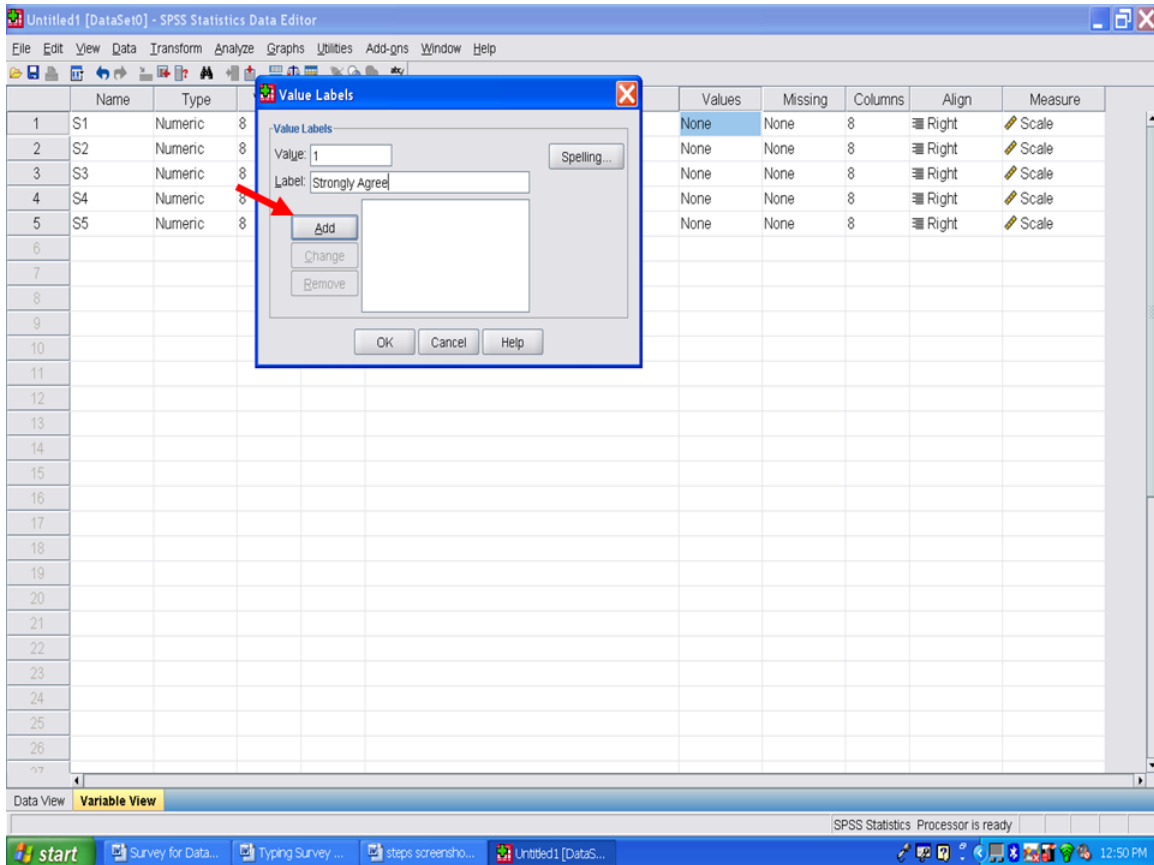 Untitled1 [DataSet0] - SPSS Statistics Data Editor
File Edit View Data Transform Analyze Graphs Utilities Add-ons Window Help
Name Type Values Missing Columns Align Measure
1 S1 Numeric 8 None None 8 Right Scale
2 S2 Numeric 8 None None 8 Right Scale
3 S3 Numeric 8 None None 8 Right Scale
4 S4 Numeric 8 None None 8 Right Scale
5 S5 Numeric 8 None None 8 Right Scale
6
7
8
9
10
11
12
13
14
15
16
17
18
19
20
21
22
23
24
25
26
27
Value Labels
Value Labels
Value: 1
Spelling...
Label: Strongly Agree
Add
Change
Remove
OK Cancel Help
Data View Variable View
SPSS Statistics Processor is ready
start Survey for Data... Typing Survey ... steps screensho... Untitled1 [DataS... 12:50 PM